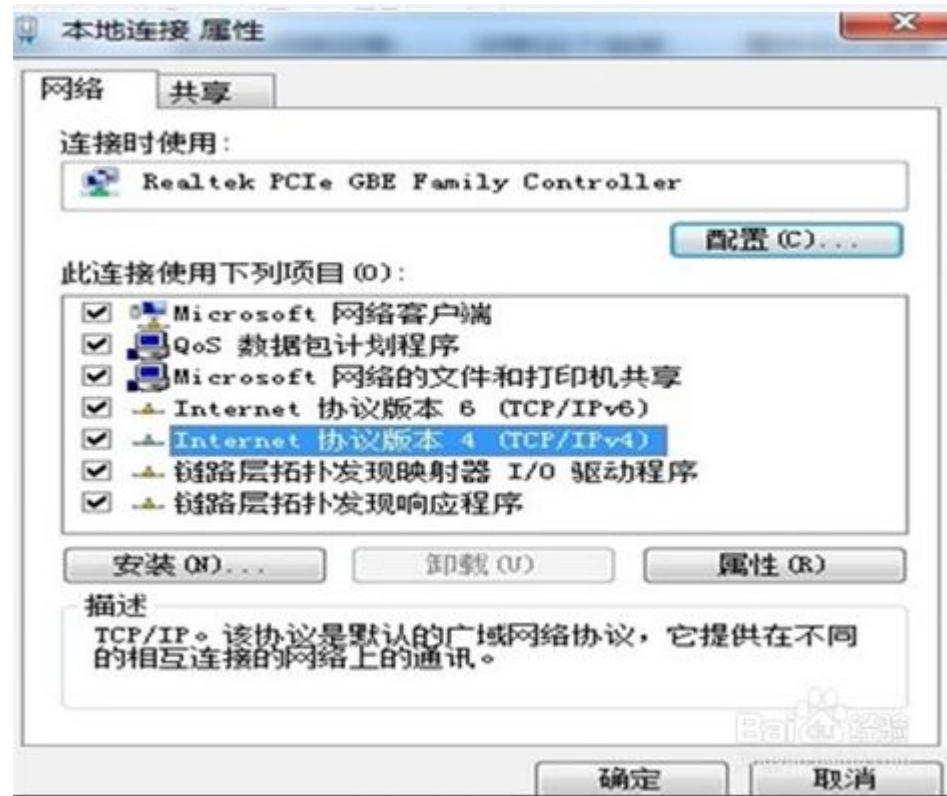 本地连接 属性
网络 共享
连接时使用:
Realtek PCIe GBE Family Controller
配置(C)...
此连接使用下列项目(O):
Microsoft 网络客户端
QoS 数据包计划程序
Microsoft 网络的文件和打印机共享
Internet 协议版本 6 (TCP/IPv6)
Internet 协议版本 4 (TCP/IPv4)
链路层拓扑发现映射器 I/O 驱动程序
链路层拓扑发现响应程序
安装(N)... 卸载(U) 属性(R)
描述
TCP/IP。该协议是默认的广域网络协议，它提供在不同
的相互连接的网络上的通讯。
Baidu 经验
确定 取消